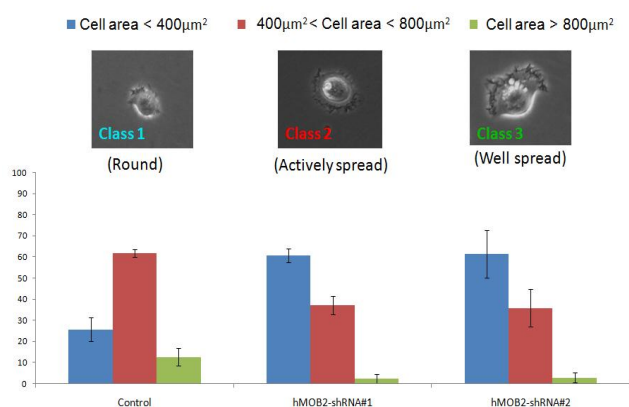 Cell area < 400μm²
400μm² < Cell area < 800μm²
Cell area > 800μm²
Class 1
Class 2
Class 3
(Round)
(Actively spread)
(Well spread)
100
90
80
70
60
50
40
30
20
10
0
Control
hMOB2-shRNA#1
hMOB2-shRNA#2